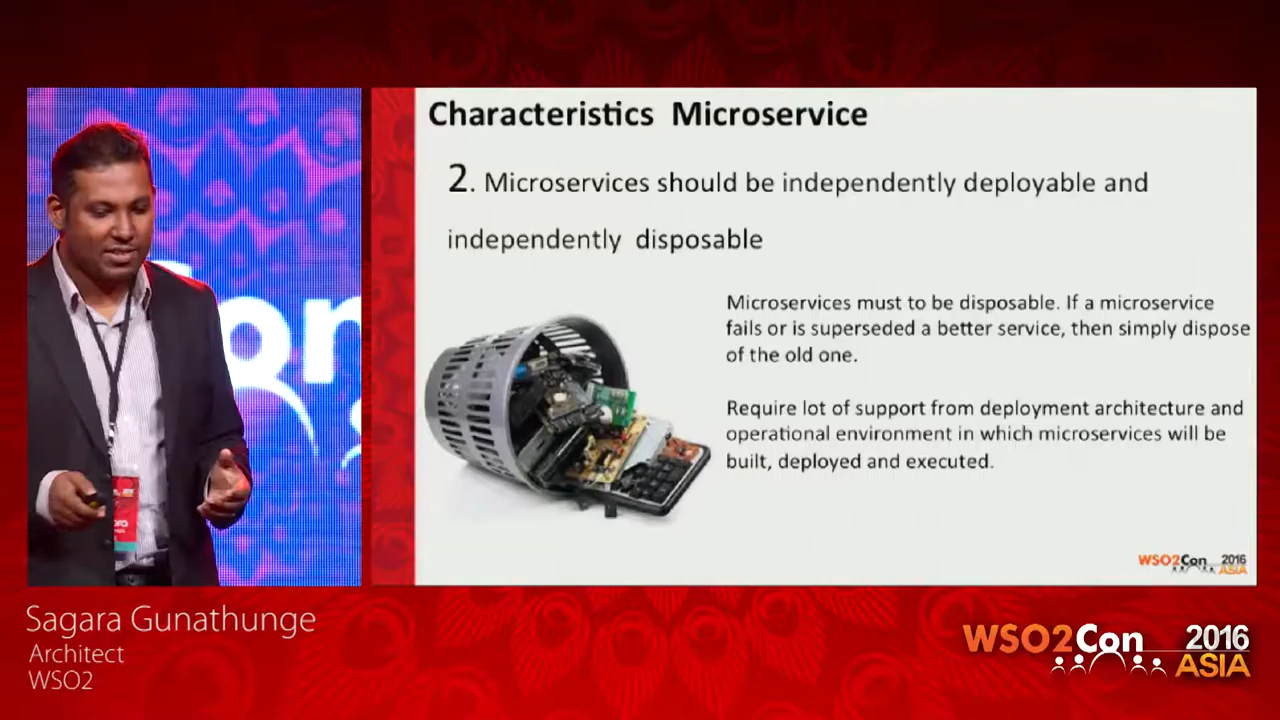 Characteristics Microservice
2. Microservices should be independently deployable and
independently disposable
Microservices must to be disposable. If a microservice
fails or is superseded a better service, then simply dispose
of the old one.
Require lot of support from deployment architecture and
operational environment in which microservices will be
built, deployed and executed.
WSO2Con 2016
ASIA
Sagara Gunathunge
Architect
WSO2
WSO2Con 2016
ASIA